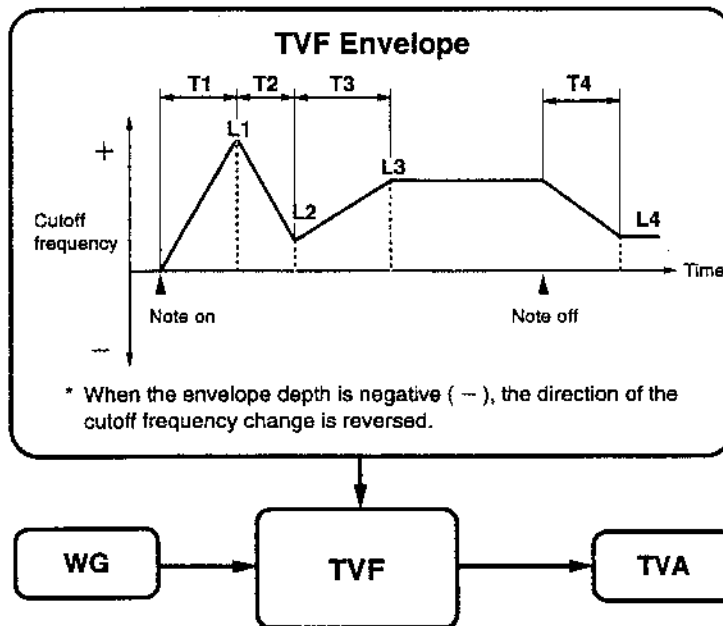 TVF Envelope
T1 T2 T3 T4
+
L1
L3
L2
L4
Cutoff
frequency
Time
Note on
Note off
−
* When the envelope depth is negative ( − ), the direction of the
cutoff frequency change is reversed.
WG
TVF
TVA